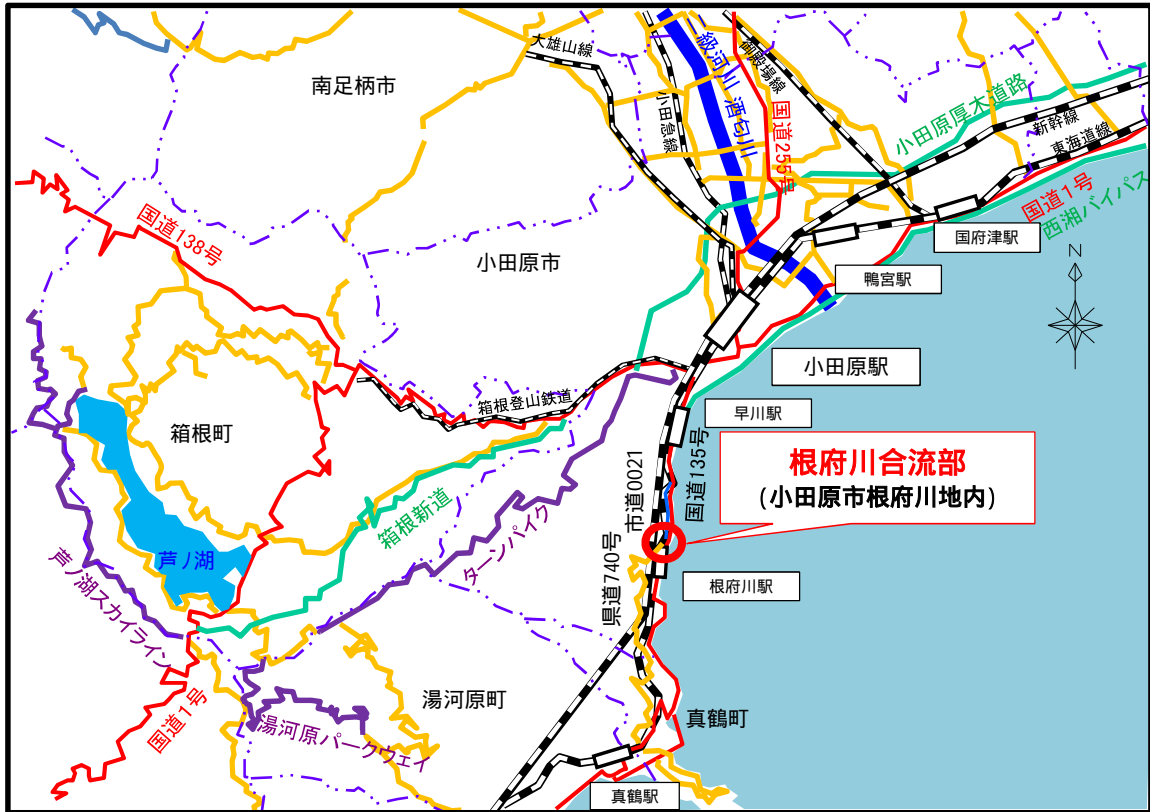 大雄山線
御殿場線
二級河川 酒匂川
南足柄市
小田急線
国道255号
小田原厚木道路
新幹線
東海道線
国道1号
西湘バイパス
国道138号
小田原市
国府津駅
N
鴨宮駅
小田原駅
箱根登山鉄道
早川駅
箱根町
国道135号
市道0021
根府川合流部
(小田原市根府川地内)
箱根新道
ターンパイク
芦ノ湖
芦ノ湖スカイライン
県道740号
根府川駅
湯河原町
真鶴町
国道1号
湯河原パークウェイ
真鶴駅